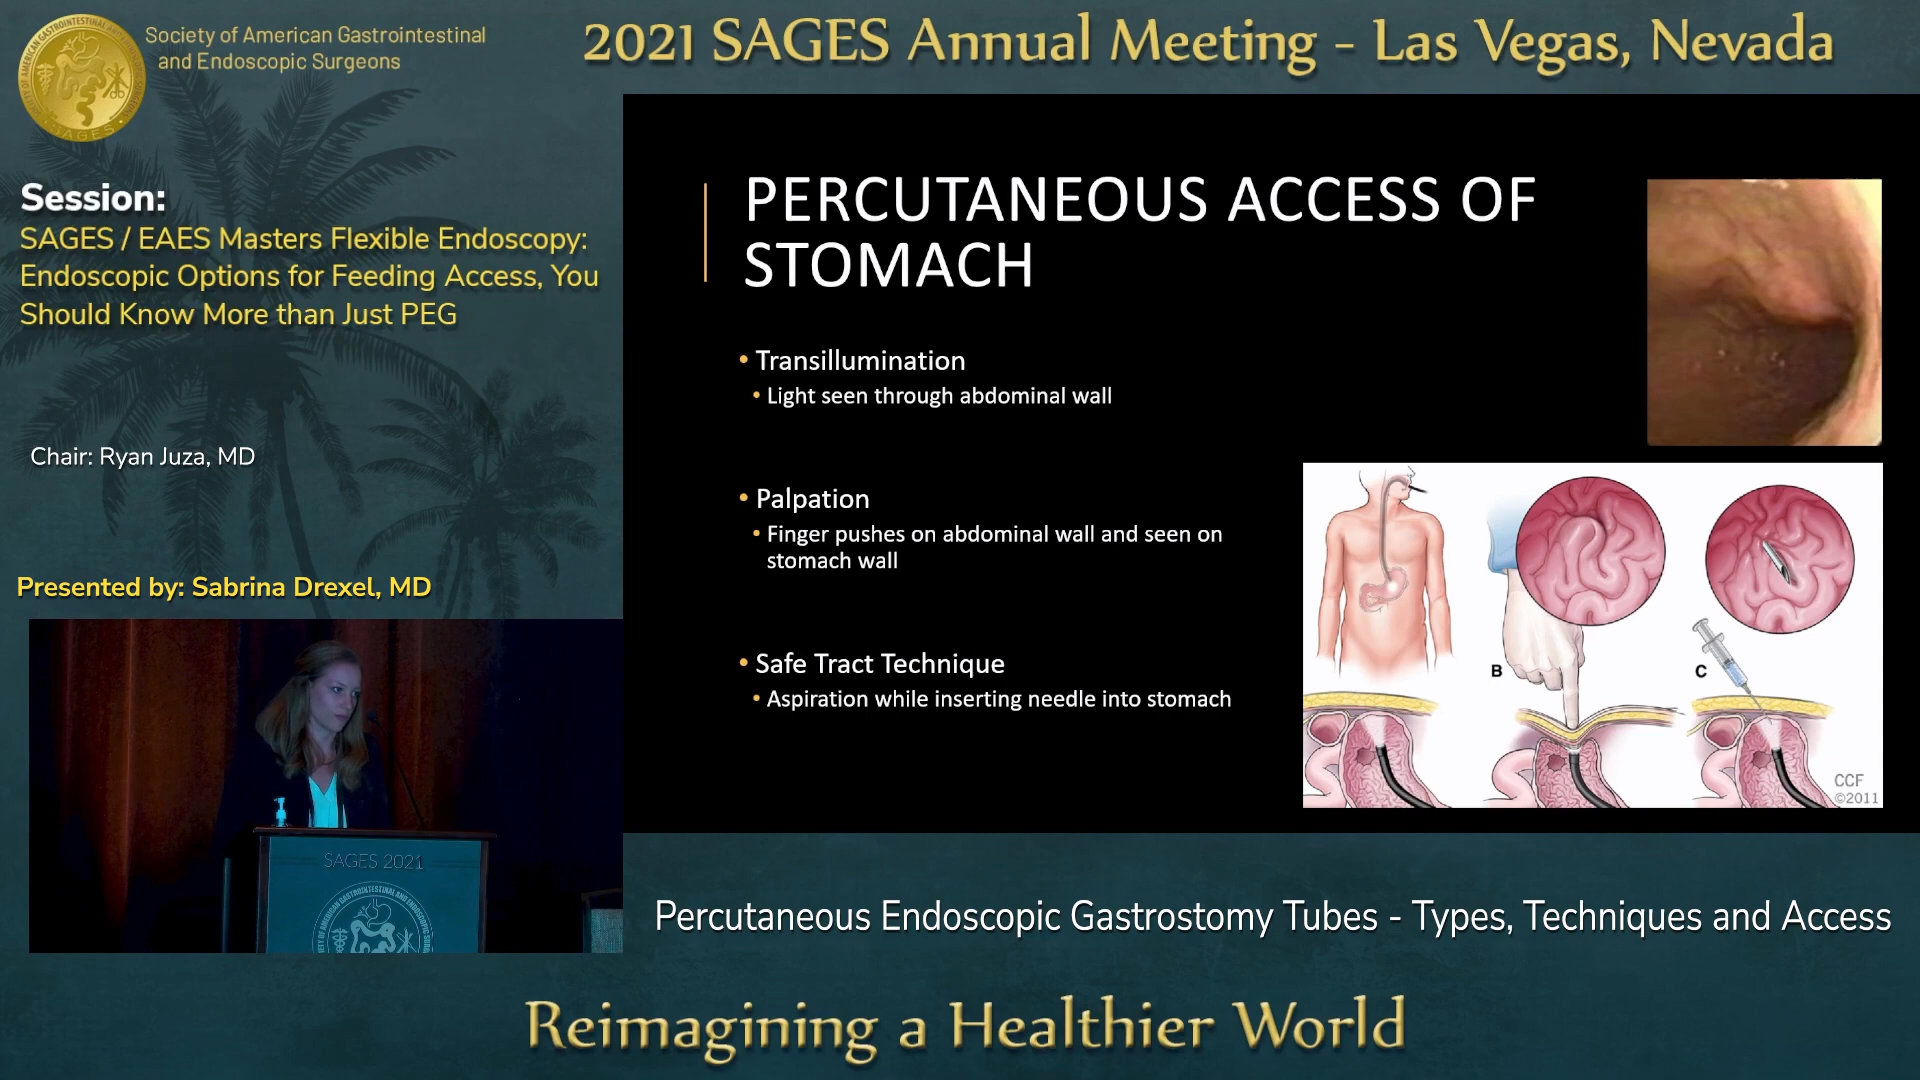 Society of American Gastrointestinal
and Endoscopic Surgeons
2021 SAGES Annual Meeting - Las Vegas, Nevada
SAGES
Session:
SAGES / EAES Masters Flexible Endoscopy:
Endoscopic Options for Feeding Access, You
Should Know More than Just PEG
Chair: Ryan Juza, MD
Presented by: Sabrina Drexel, MD
PERCUTANEOUS ACCESS OF
STOMACH
• Transillumination
• Light seen through abdominal wall
• Palpation
• Finger pushes on abdominal wall and seen on
stomach wall
• Safe Tract Technique
• Aspiration while inserting needle into stomach
B
C
CCF
©2011
SAGES 2021
Percutaneous Endoscopic Gastrostomy Tubes - Types, Techniques and Access
Reimagining a Healthier World